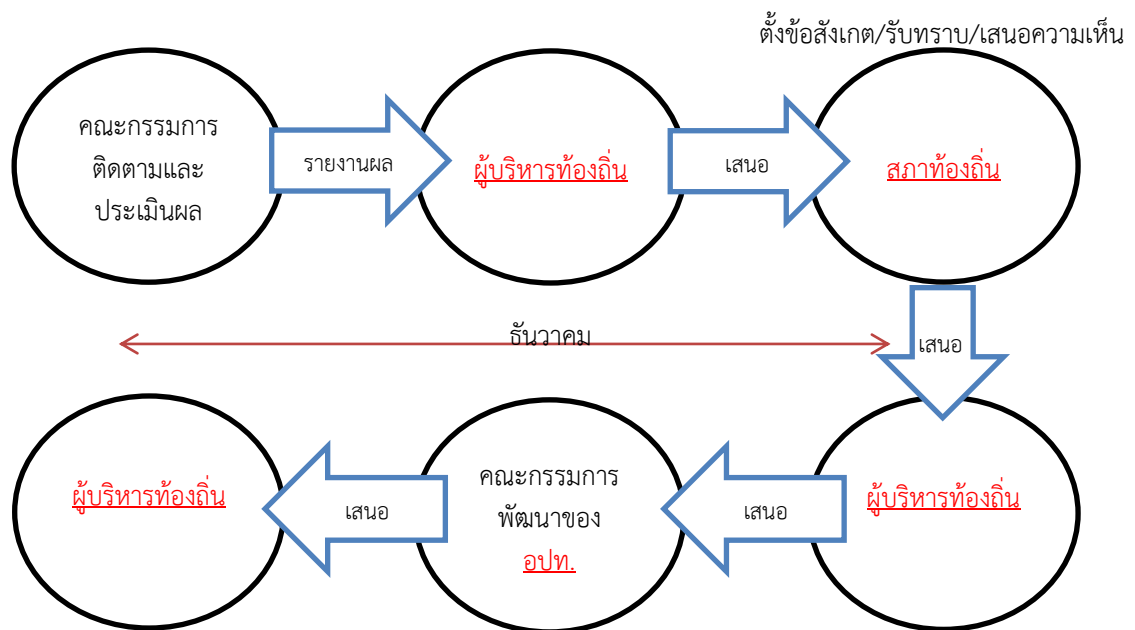 ตั้งข้อสังเกต/รับทราบ/เสนอความเห็น
คณะกรรมการ
ติดตามและ
ประเมินผล
รายงานผล
ผู้บริหารท้องถิ่น
เสนอ
สภาท้องถิ่น
ธันวาคม
เสนอ
ผู้บริหารท้องถิ่น
เสนอ
คณะกรรมการ
พัฒนาของ
อปท.
เสนอ
ผู้บริหารท้องถิ่น